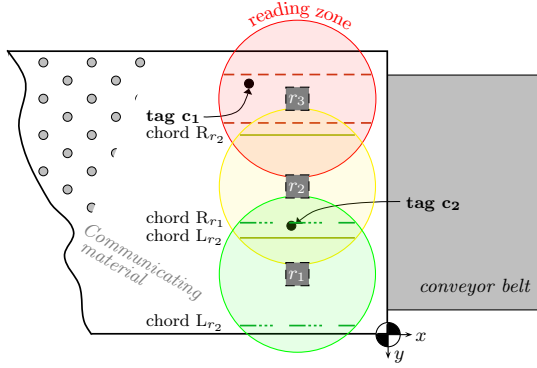 reading zone
r3
tag c1
chord Rr2
r2
chord Rr1
tag c2
chord Lr2
Communicating
material
r1
conveyor belt
chord Lr2
x
y